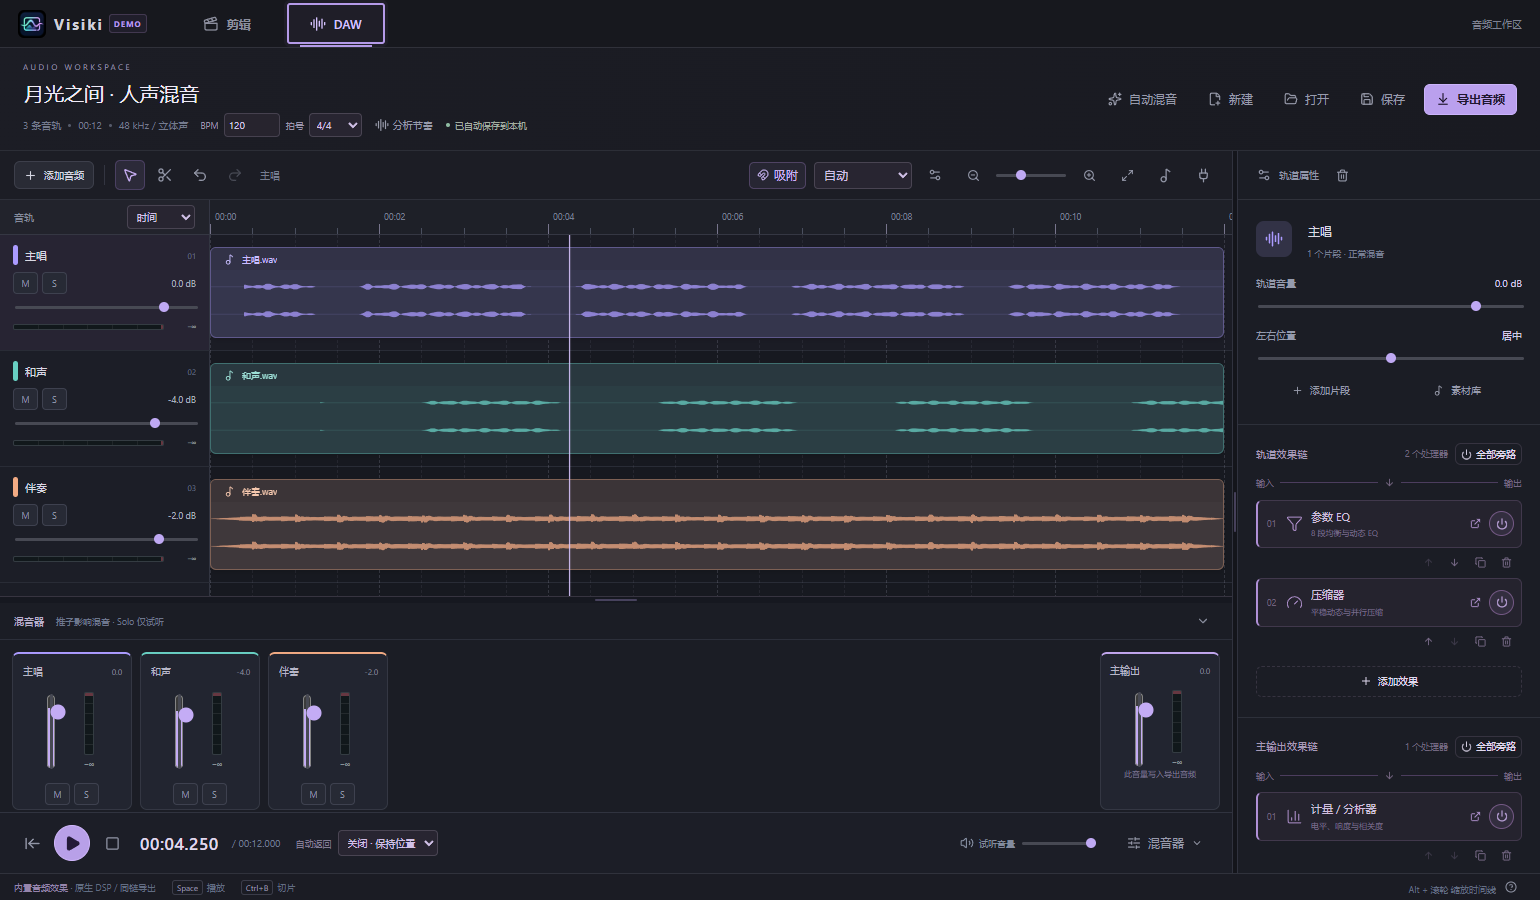 Visiki DEMO 剪辑 DAW 音频工作区
AUDIO WORKSPACE
月光之间 · 人声混音
自动混音 新建 打开 保存 导出音频
3 条音轨 • 00:12 • 48 kHz / 立体声 BPM 120 拍号 4/4 分析节奏 • 已自动保存到本机
+ 添加音频 主唱 吸附 自动 轨道属性
音轨 时间 00:00 00:02 00:04 00:06 00:08 00:10
主唱 01
M S 0.0 dB
-∞
主唱.wav
和声 02
M S -4.0 dB
-∞
和声.wav
伴奏 03
M S -2.0 dB
-∞
伴奏.wav
主唱
1 个片段 · 正常混音
轨道音量 0.0 dB
左右位置 居中
+ 添加片段 素材库
轨道效果链 2 个处理器 全部旁路
输入 输出
01 参数 EQ
8 段均衡与动态 EQ
02 压缩器
平稳动态与并行压缩
+ 添加效果
主输出效果链 1 个处理器 全部旁路
输入 输出
01 计量 / 分析器
电平、响度与相关度
混音器 推子影响混音 · Solo 仅试听
主唱 0.0
-∞
M S
和声 -4.0
-∞
M S
伴奏 -2.0
-∞
M S
主输出 0.0
-∞
此音量写入导出音频
00:04.250 / 00:12.000 自动返回 关闭 · 保持位置 试听音量 混音器
内置音频效果 · 原生 DSP / 同链导出 Space 播放 Ctrl+B 切片 Alt + 滚轮 缩放时间线